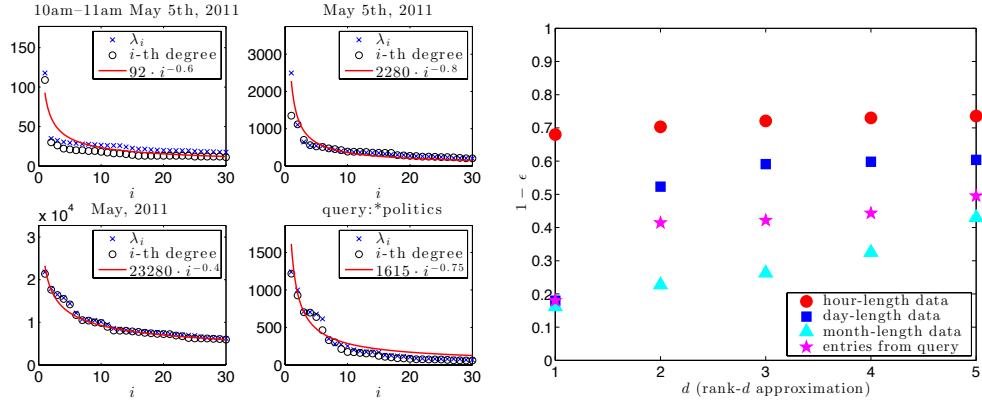 10am–11am May 5th, 2011
150
100
50
0
0 10 20 30
i
λᵢ
i-th degree
92 · i^−0.6
May 5th, 2011
3000
2000
1000
0
0 10 20 30
i
λᵢ
i-th degree
2280 · i^−0.8
May, 2011
x 10^4
3
2
1
0
0 10 20 30
i
λᵢ
i-th degree
23280 · i^−0.4
query:*politics
1500
1000
500
0
0 10 20 30
i
λᵢ
i-th degree
1615 · i^−0.75
1
0.9
0.8
0.7
0.6
0.5
0.4
0.3
0.2
0.1
0
1 − ϵ
1 2 3 4 5
d (rank-d approximation)
hour-length data
day-length data
month-length data
entries from query